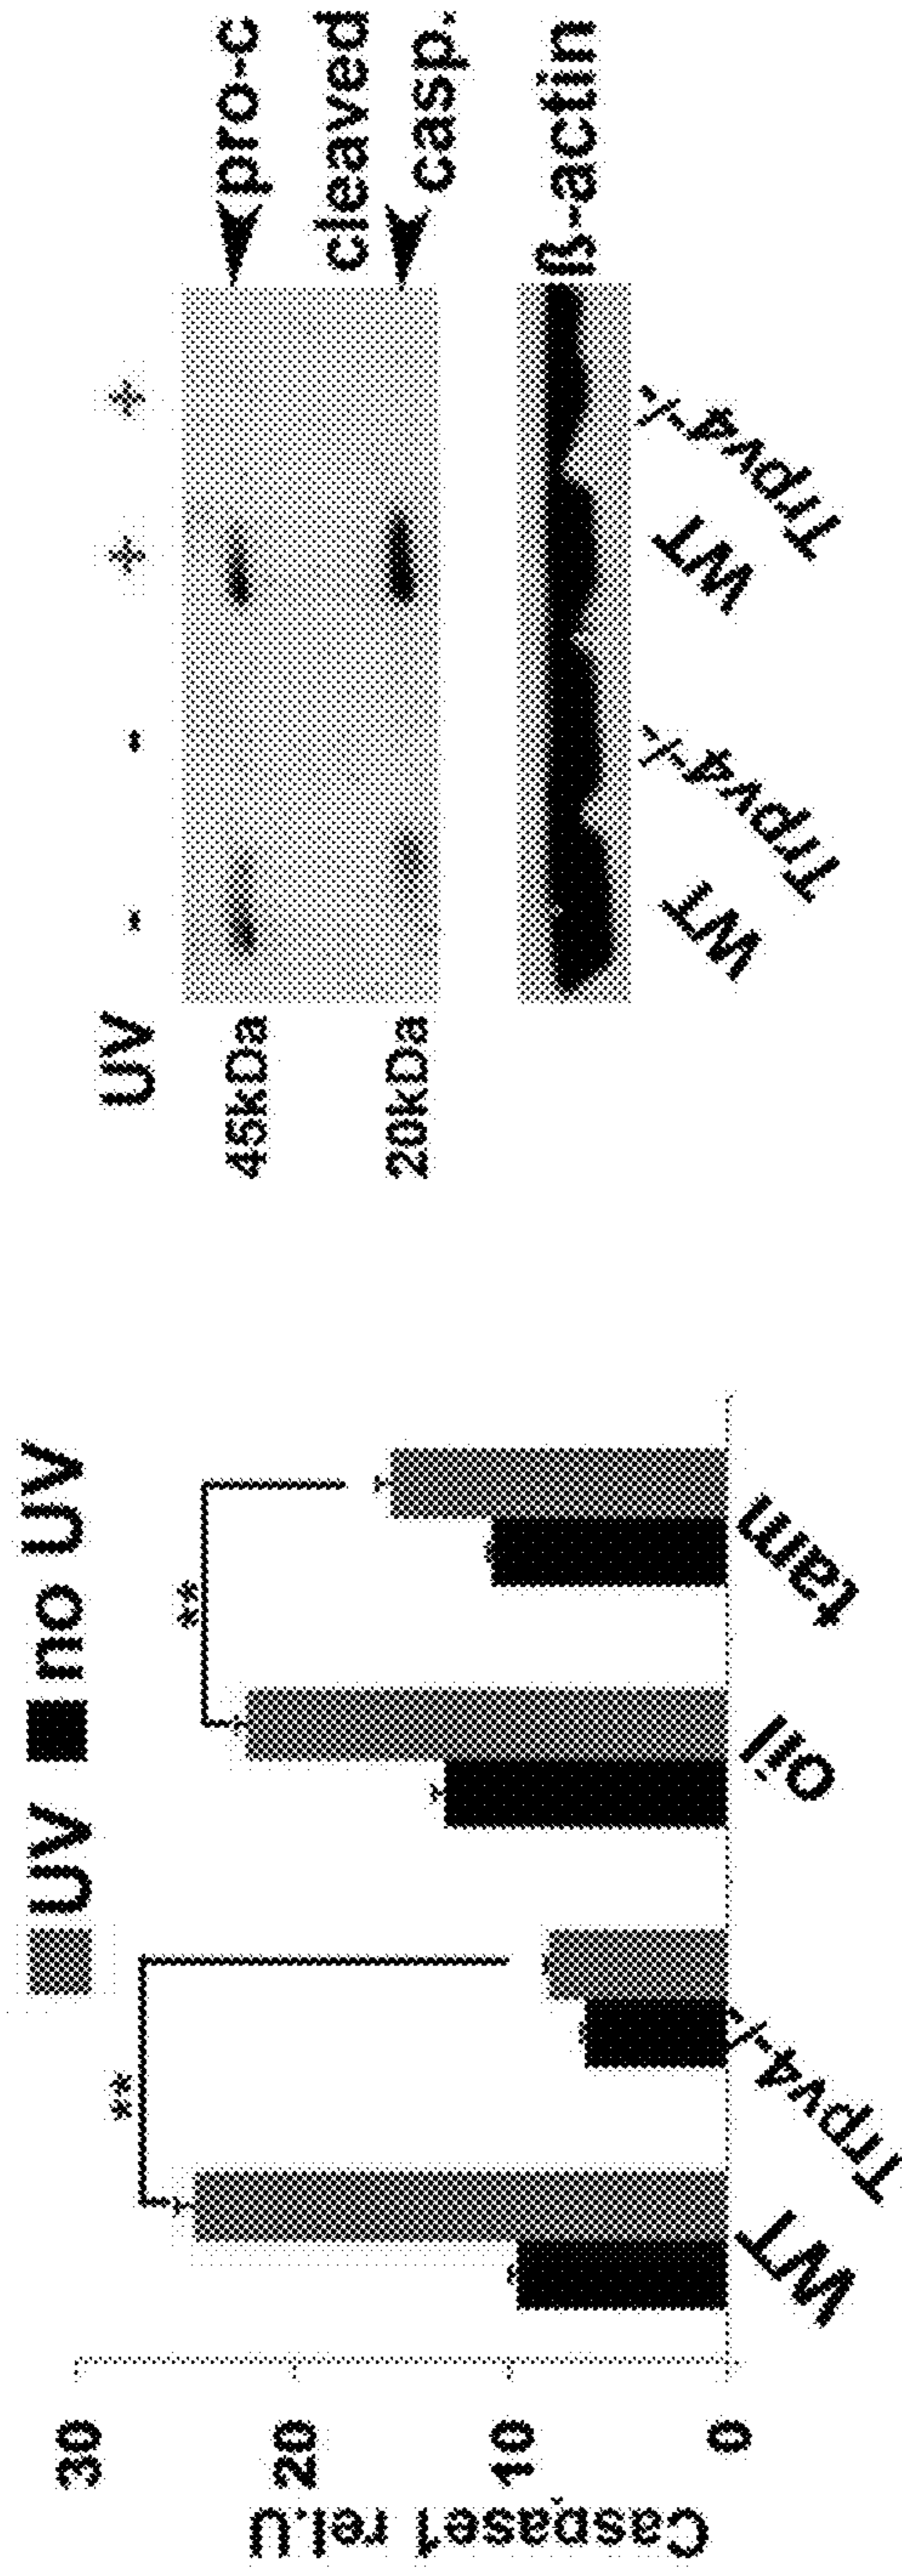 UV no UV
Caspase1 rel.U
30
20
10
0
**
**
WT Trpv4-/- oil tam
UV - - + +
45kDa
20kDa
pro-c
cleaved
casp.
ß-actin
WT Trpv4-/- WT Trpv4-/-